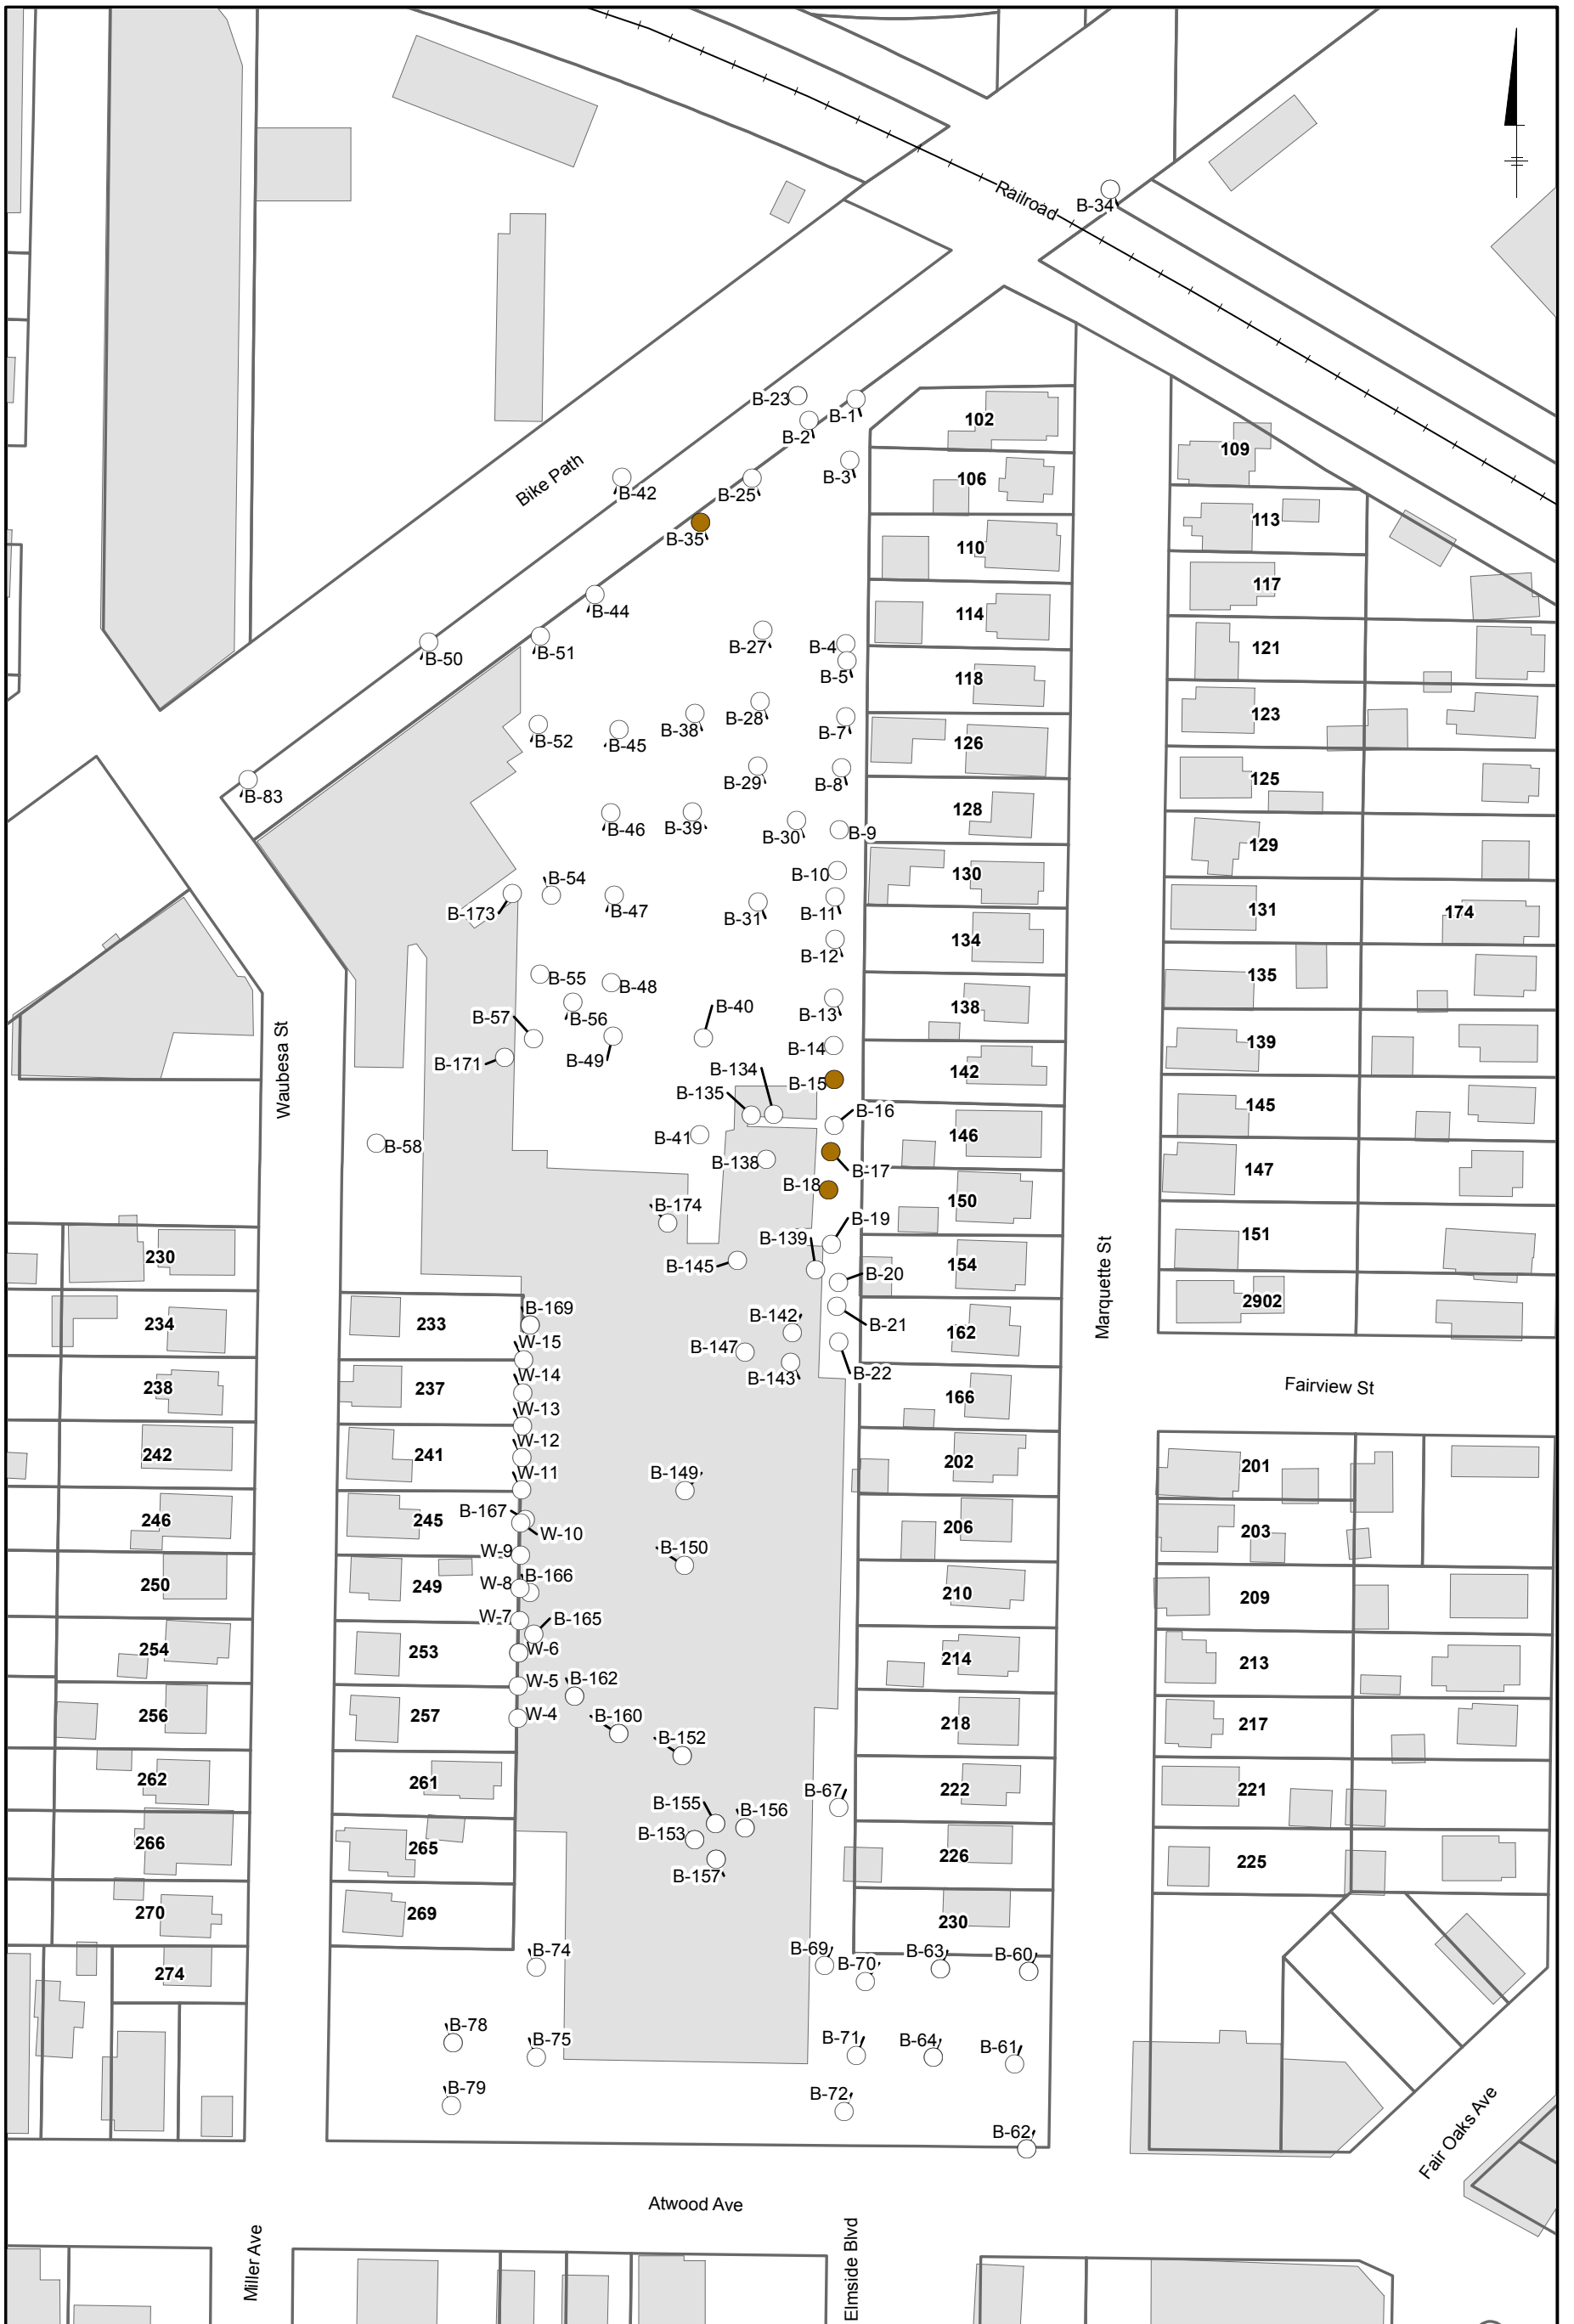 Railroad
B-34
B-23
B-1
B-2
102
109
B-3
106
Bike Path
B-42
B-25
113
B-35
110
117
B-44
114
B-27
B-4
121
B-50
B-51
B-5
118
B-28
123
B-38
B-7
B-52
B-45
126
125
B-29
B-8
B-83
128
B-46
B-39
B-30
B-9
129
B-10
130
B-54
B-173
B-47
B-31
B-11
131
174
134
B-12
135
B-55
B-48
B-40
B-57
B-56
B-13
138
Waubesa St
B-171
B-49
B-14
139
B-134
142
B-135
B-15
B-16
145
B-58
B-41
146
B-138
B-17
147
B-18
150
B-174
B-19
B-139
151
230
B-145
154
B-20
Marquette St
2902
B-169
B-142
B-21
234
233
W-15
B-147
162
B-143
B-22
W-14
238
237
166
Fairview St
W-13
W-12
242
241
202
201
W-11
B-149
B-167
246
245
W-10
206
203
W-9
B-150
250
249
W-8
B-166
210
209
W-7
B-165
254
253
W-6
214
213
W-5
B-162
256
257
W-4
B-160
218
217
B-152
262
261
B-67
222
221
B-155
B-156
266
265
B-153
226
225
B-157
270
269
230
274
B-74
B-69
B-70
B-63
B-60
B-78
B-75
B-71
B-64
B-61
B-79
B-72
B-62
Fair Oaks Ave
Atwood Ave
Miller Ave
Elmside Blvd